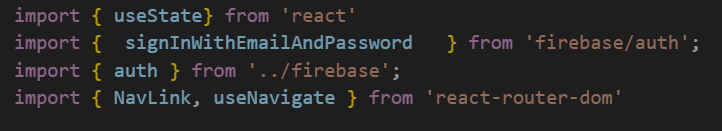 import { useState} from 'react'
import {  signInWithEmailAndPassword   } from 'firebase/auth';
import { auth } from '../firebase';
import { NavLink, useNavigate } from 'react-router-dom'